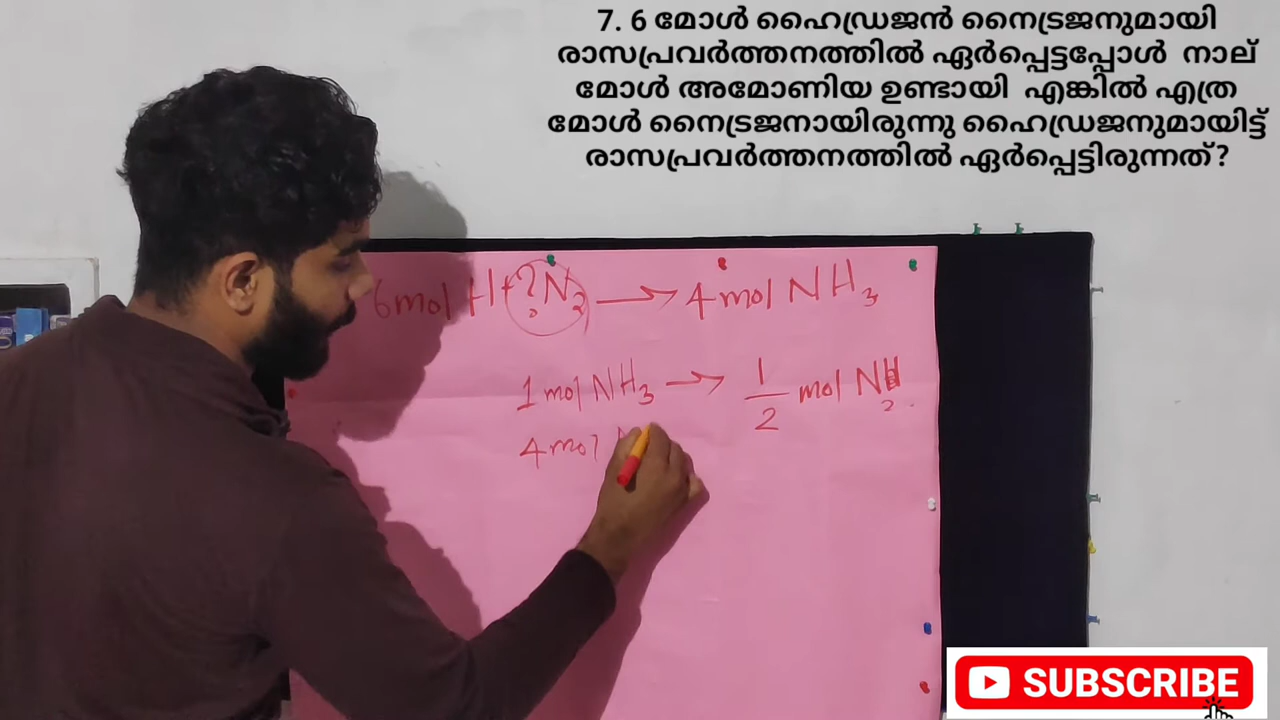 7. 6 മോൾ ഹൈഡ്രജൻ നൈട്രജനുമായി
രാസപ്രവർത്തനത്തിൽ ഏർപ്പെട്ടപ്പോൾ നാല്
മോൾ അമോണിയ ഉണ്ടായി എങ്കിൽ എത്ര
മോൾ നൈട്രജനായിരുന്നു ഹൈഡ്രജനുമായിട്ട്
രാസപ്രവർത്തനത്തിൽ ഏർപ്പെട്ടിരുന്നത്?
6mol H+?N₂ → 4 mol NH₃
1 mol NH₃ → 1/2 mol N₂
4 mol
SUBSCRIBE